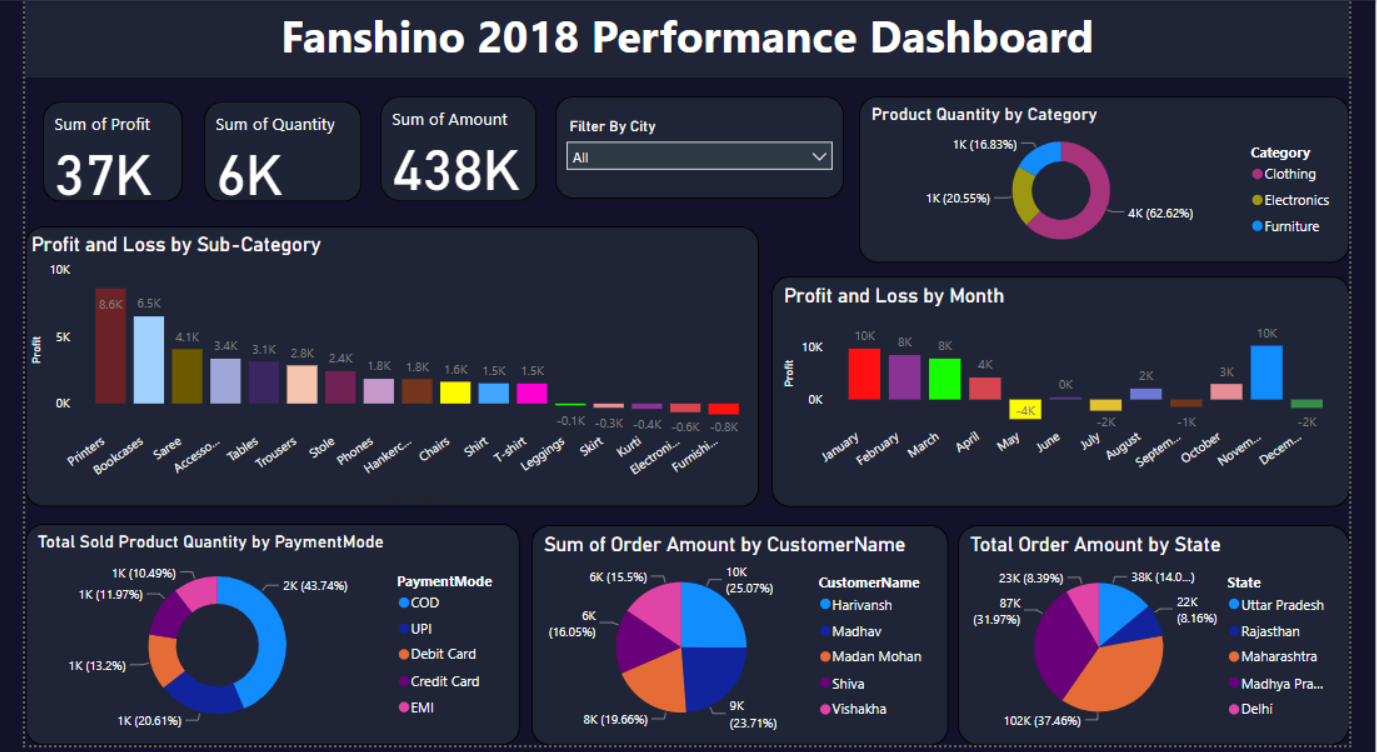 Fanshino 2018 Performance Dashboard
Sum of Profit
37K
Sum of Quantity
6K
Sum of Amount
438K
Filter By City
All
Product Quantity by Category
1K (16.83%)
1K (20.55%)
4K (62.62%)
Category
Clothing
Electronics
Furniture
Profit and Loss by Sub-Category
10K
5K
0K
Profit
8.6K
6.5K
4.1K
3.4K
3.1K
2.8K
2.4K
1.8K
1.8K
1.6K
1.5K
1.5K
-0.1K
-0.3K
-0.4K
-0.6K
-0.8K
Printers
Bookcases
Saree
Accesso...
Tables
Trousers
Stole
Phones
Hankerc...
Chairs
Shirt
T-shirt
Leggings
Skirt
Kurti
Electroni...
Furnishi...
Profit and Loss by Month
10K
0K
Profit
10K
8K
8K
4K
-4K
0K
-2K
2K
-1K
3K
10K
-2K
January
February
March
April
May
June
July
August
Septem...
October
Novem...
Decem...
Total Sold Product Quantity by PaymentMode
1K (10.49%)
1K (11.97%)
1K (13.2%)
1K (20.61%)
2K (43.74%)
PaymentMode
COD
UPI
Debit Card
Credit Card
EMI
Sum of Order Amount by CustomerName
6K (15.5%)
6K
(16.05%)
8K (19.66%)
10K
(25.07%)
9K
(23.71%)
CustomerName
Harivansh
Madhav
Madan Mohan
Shiva
Vishakha
Total Order Amount by State
23K (8.39%)
87K
(31.97%)
102K (37.46%)
38K (14.0...)
22K
(8.16%)
State
Uttar Pradesh
Rajasthan
Maharashtra
Madhya Pra...
Delhi